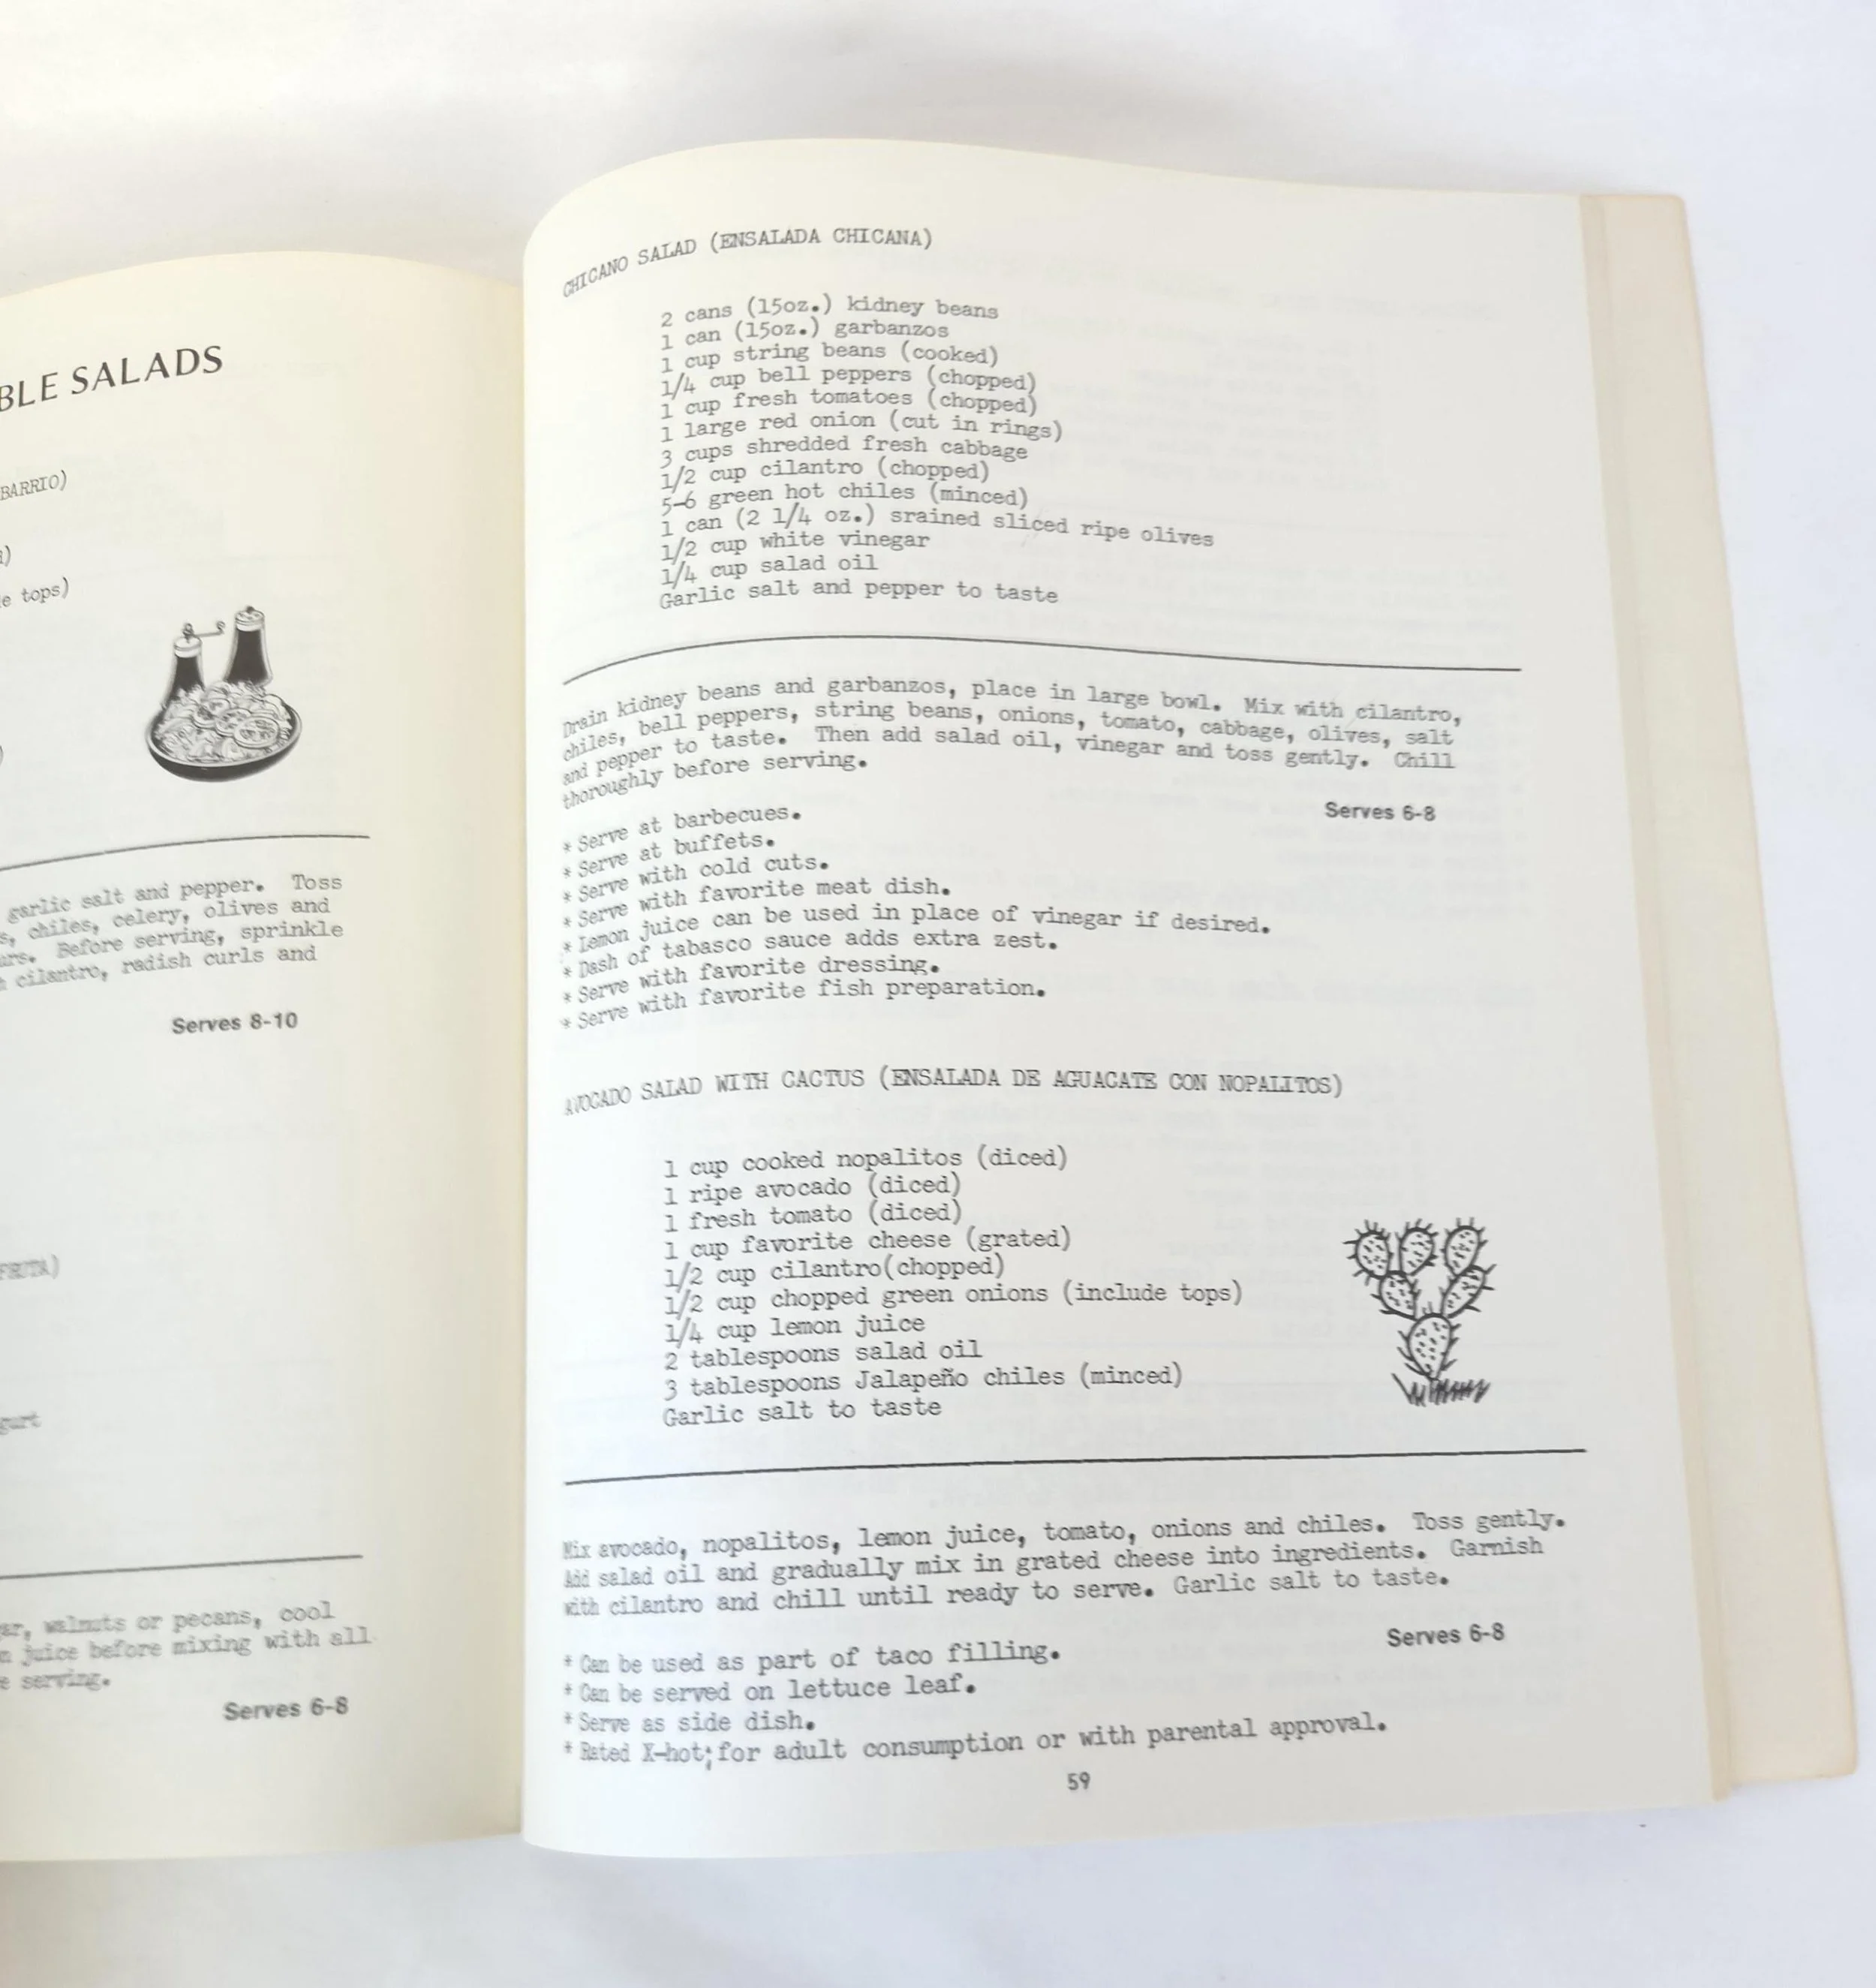 BLE SALADS
BARRIO)
e tops)
garlic salt and pepper. Toss
s, chiles, celery, olives and
urs. Before serving, sprinkle
cilantro, radish curls and
Serves 8-10
FRUTA)
gurt
ar, walnuts or pecans, cool
n juice before mixing with all
e serving.
Serves 6-8
CHICANO SALAD (ENSALADA CHICANA)
2 cans (15oz.) kidney beans
1 can (15oz.) garbanzos
1 cup string beans (cooked)
1/4 cup bell peppers (chopped)
1 cup fresh tomatoes (chopped)
1 large red onion (cut in rings)
3 cups shredded fresh cabbage
1/2 cup cilantro (chopped)
5-6 green hot chiles (minced)
1 can (2 1/4 oz.) srained sliced ripe olives
1/2 cup white vinegar
1/4 cup salad oil
Garlic salt and pepper to taste
Drain kidney beans and garbanzos, place in large bowl. Mix with cilantro,
chiles, bell peppers, string beans, onions, tomato, cabbage, olives, salt
and pepper to taste. Then add salad oil, vinegar and toss gently. Chill
thoroughly before serving.
Serves 6-8
* Serve at barbecues.
* Serve at buffets.
* Serve with cold cuts.
* Serve with favorite meat dish.
* Lemon juice can be used in place of vinegar if desired.
* Dash of tabasco sauce adds extra zest.
* Serve with favorite dressing.
* Serve with favorite fish preparation.
AVOCADO SALAD WITH CACTUS (ENSALADA DE AGUACATE CON NOPALITOS)
1 cup cooked nopalitos (diced)
1 ripe avocado (diced)
1 fresh tomato (diced)
1 cup favorite cheese (grated)
1/2 cup cilantro(chopped)
1/2 cup chopped green onions (include tops)
1/4 cup lemon juice
2 tablespoons salad oil
3 tablespoons Jalapeño chiles (minced)
Garlic salt to taste
Mix avocado, nopalitos, lemon juice, tomato, onions and chiles. Toss gently.
Add salad oil and gradually mix in grated cheese into ingredients. Garnish
with cilantro and chill until ready to serve. Garlic salt to taste.
Serves 6-8
* Can be used as part of taco filling.
* Can be served on lettuce leaf.
* Serve as side dish.
* Rated X-hot; for adult consumption or with parental approval.
59